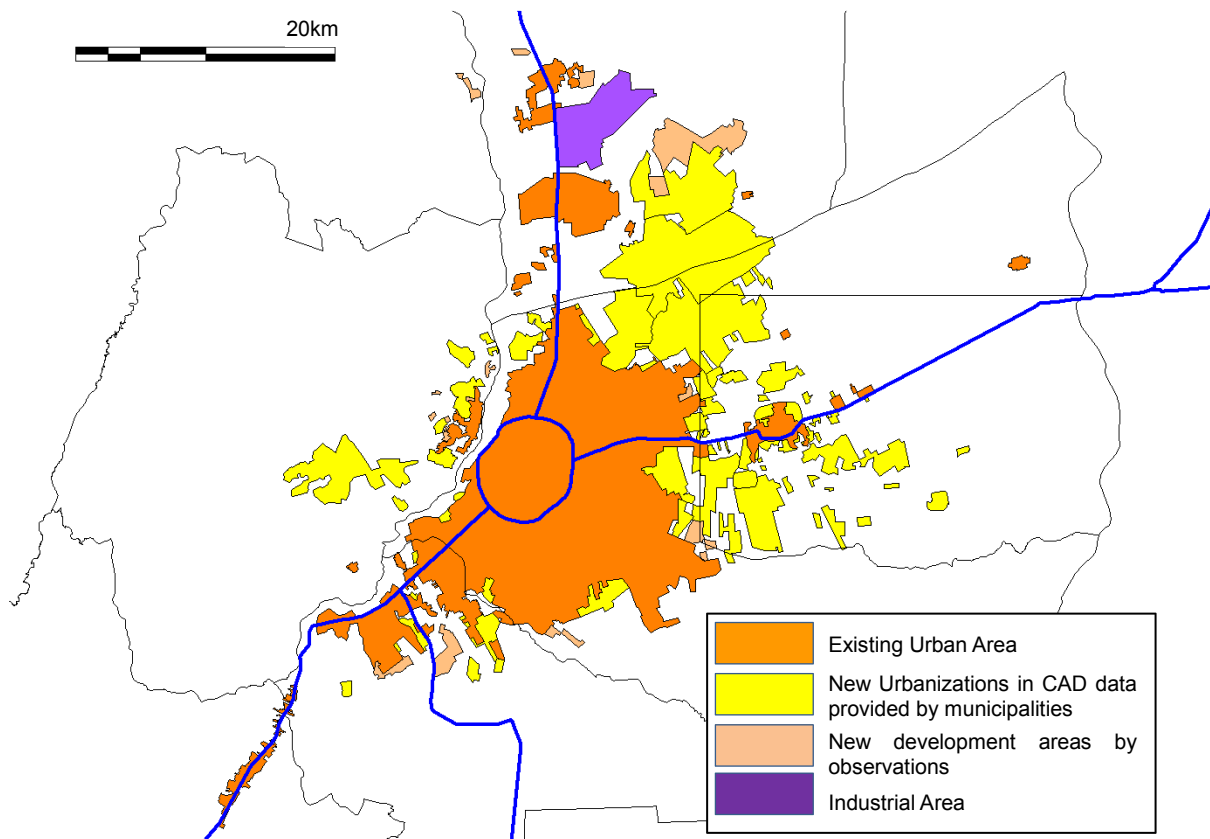 20km
Existing Urban Area
New Urbanizations in CAD data
provided by municipalities
New development areas by
observations
Industrial Area